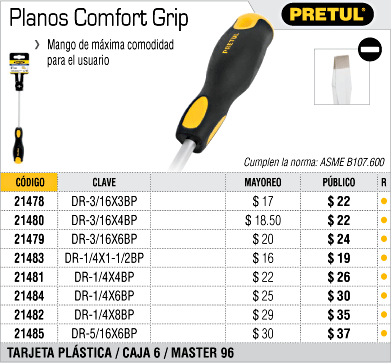 Planos Comfort Grip
PRETUL®
❯ Mango de máxima comodidad
para el usuario
PRETUL
Cumplen la norma: ASME B107.600
CÓDIGO CLAVE MAYOREO PÚBLICO R
21478 DR-3/16X3BP $ 17 $ 22 ●
21480 DR-3/16X4BP $ 18.50 $ 22 ●
21479 DR-3/16X6BP $ 20 $ 24 ●
21483 DR-1/4X1-1/2BP $ 16 $ 19 ●
21481 DR-1/4X4BP $ 22 $ 26 ●
21484 DR-1/4X6BP $ 25 $ 30 ●
21482 DR-1/4X8BP $ 29 $ 35 ●
21485 DR-5/16X6BP $ 30 $ 37 ●
TARJETA PLÁSTICA / CAJA 6 / MASTER 96